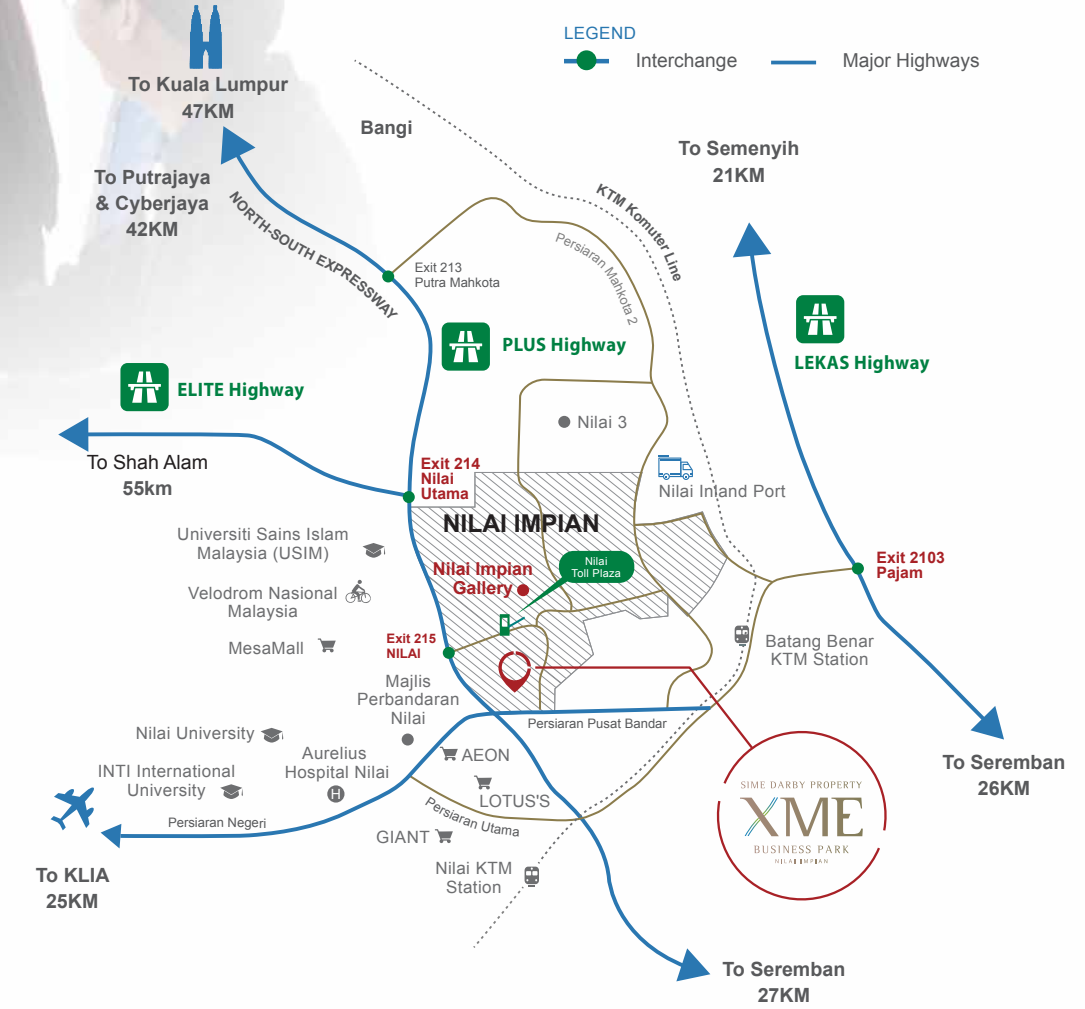 LEGEND
Interchange
Major Highways
To Kuala Lumpur
47KM
Bangi
To Semenyih
21KM
To Putrajaya
& Cyberjaya
42KM
NORTH-SOUTH EXPRESSWAY
KTM Komuter Line
Persiaran Mahkota 2
Exit 213
Putra Mahkota
PLUS Highway
LEKAS Highway
ELITE Highway
Nilai 3
To Shah Alam
55km
Exit 214
Nilai
Utama
Nilai Inland Port
NILAI IMPIAN
Universiti Sains Islam
Malaysia (USIM)
Nilai
Toll Plaza
Exit 2103
Pajam
Nilai Impian
Gallery
Velodrom Nasional
Malaysia
MesaMall
Exit 215
NILAI
Batang Benar
KTM Station
Majlis
Perbandaran
Nilai
Persiaran Pusat Bandar
Nilai University
Aurelius
Hospital Nilai
H
AEON
INTI International
University
LOTUS'S
Persiaran Utama
Persiaran Negeri
GIANT
To Seremban
26KM
SIME DARBY PROPERTY
XME
BUSINESS PARK
NILAI IMPIAN
Nilai KTM
Station
To KLIA
25KM
To Seremban
27KM